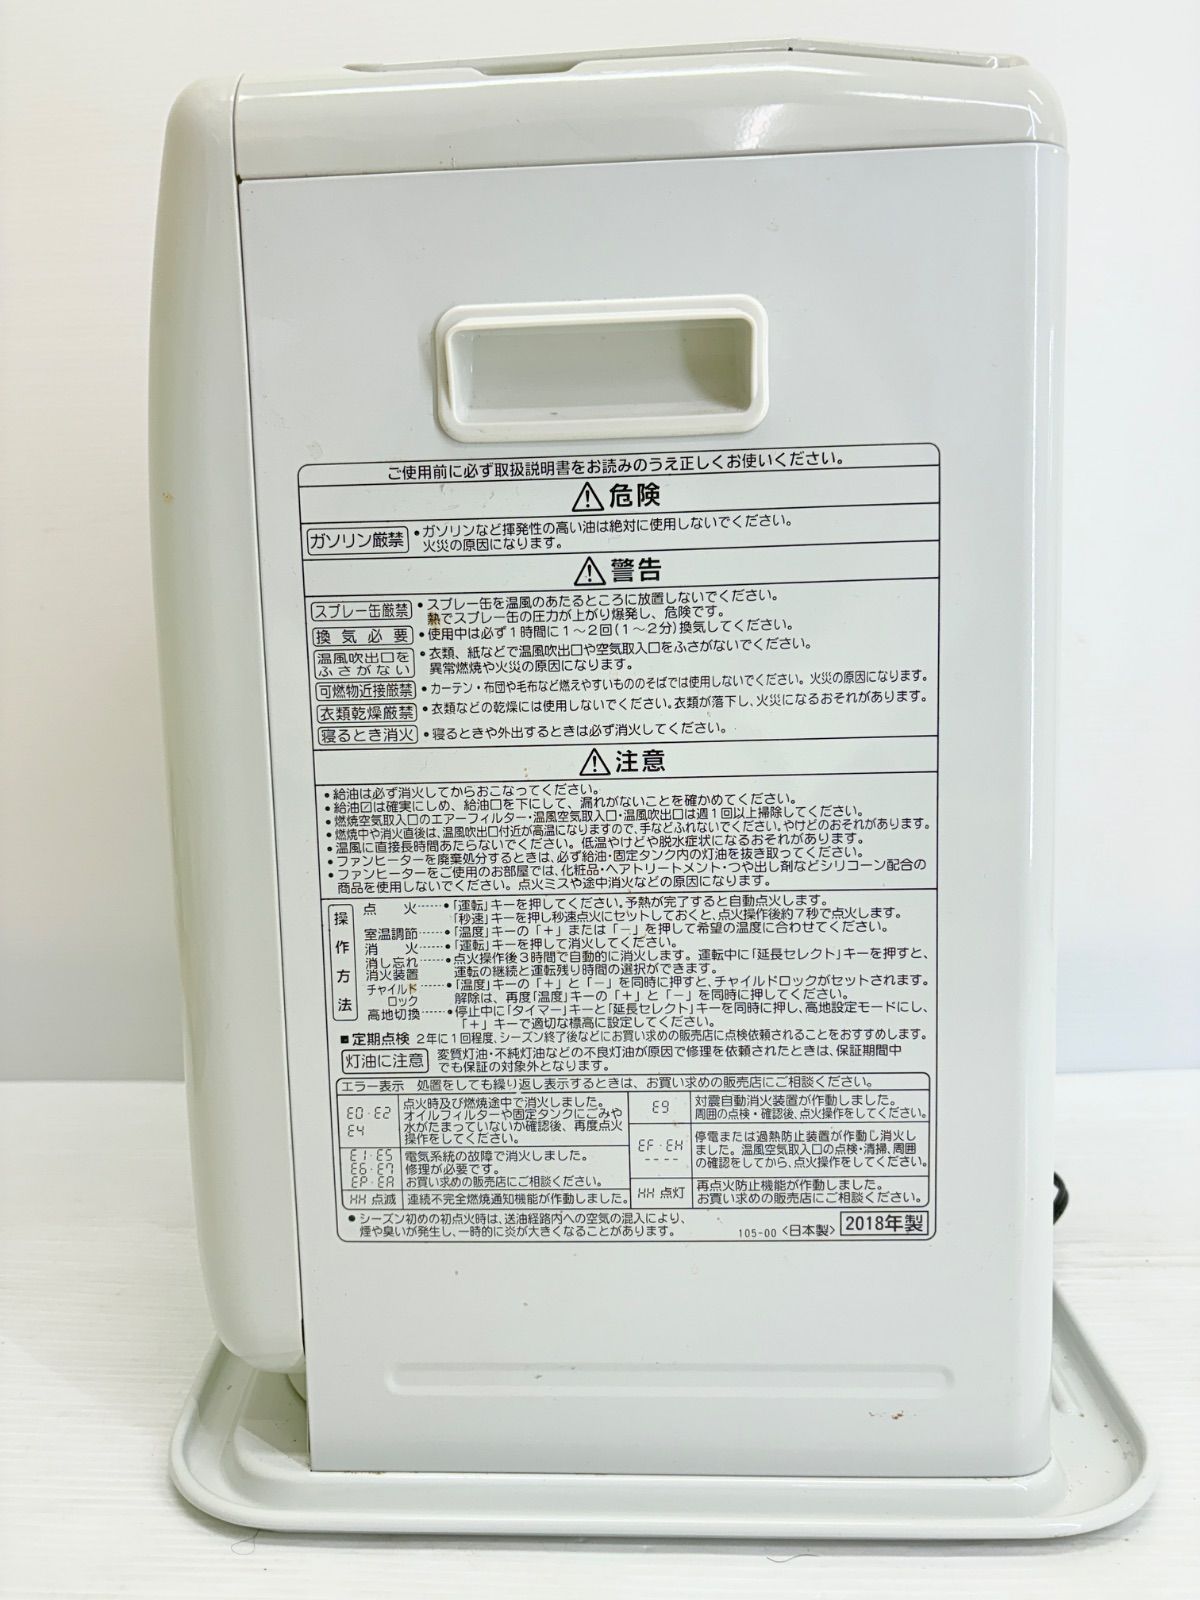 ご使用前に必ず取扱説明書をお読みのうえ正しくお使いください。
危険
ガソリン厳禁
•ガソリンなど揮発性の高い油は絶対に使用しないでください。
火災の原因になります。
警告
スプレー缶厳禁
•スプレー缶を温風のあたるところに放置しないでください。
熱でスプレー缶の圧力が上がり爆発し、危険です。
換気必要
•使用中は必ず1時間に1～2回(1～2分)換気してください。
温風吹出口を
ふさがない
•衣類、紙などで温風吹出口や空気取入口をふさがないでください。
異常燃焼や火災の原因になります。
可燃物近接厳禁
•カーテン・布団や毛布など燃えやすいもののそばでは使用しないでください。火災の原因になります。
衣類乾燥厳禁
•衣類などの乾燥には使用しないでください。衣類が落下し、火災になるおそれがあります。
寝るとき消火
•寝るときや外出するときは必ず消火してください。
注意
•給油は必ず消火してからおこなってください。
•給油口は確実にしめ、給油口を下にして、漏れがないことを確かめてください。
•燃焼空気取入口のエアーフィルター・温風空気取入口・温風吹出口は週1回以上掃除してください。
•燃焼中や消火直後は、温風吹出口付近が高温になりますので、手などふれないでください。やけどのおそれがあります。
•温風に直接長時間あたらないでください。低温やけどや脱水症状になるおそれがあります。
•ファンヒーターを廃棄処分するときは、必ず給油・固定タンク内の灯油を抜き取ってください。
•ファンヒーターをご使用のお部屋では、化粧品・ヘアトリートメント・つや出し剤などシリコーン配合の
商品を使用しないでください。点火ミスや途中消火などの原因になります。
操作方法
点火……•「運転」キーを押してください。予熱が完了すると自動点火します。
「秒速」キーを押し秒速点火にセットしておくと、点火操作後約7秒で点火します。
室温調節……•「温度」キーの「＋」または「－」を押して希望の温度に合わせてください。
消火……•「運転」キーを押して消火してください。
消し忘れ
消火装置
……•点火操作後3時間で自動的に消火します。運転中に「延長セレクト」キーを押すと、
運転の継続と運転残り時間の選択ができます。
チャイルド
ロック
……•「温度」キーの「＋」と「－」を同時に押すと、チャイルドロックがセットされます。
解除は、再度「温度」キーの「＋」と「－」を同時に押してください。
高地切換……•停止中に「タイマー」キーと「延長セレクト」キーを同時に押し、高地設定モードにし、
「＋」キーで適切な標高に設定してください。
■定期点検 2年に1回程度、シーズン終了後などにお買い求めの販売店に点検依頼されることをおすすめします。
灯油に注意
変質灯油・不純灯油などの不良灯油が原因で修理を依頼されたときは、保証期間中
でも保証の対象外となります。
エラー表示 処置をしても繰り返し表示するときは、お買い求めの販売店にご相談ください。
E0・E2
E4
点火時及び燃焼途中で消火しました。
オイルフィルターや固定タンクにごみや
水がたまっていないか確認後、再度点火
操作をしてください。
E1・E5
E6・E7
EP・EA
電気系統の故障で消火しました。
修理が必要です。
お買い求めの販売店にご相談ください。
HH 点滅
連続不完全燃焼通知機能が作動しました。
E9
対震自動消火装置が作動しました。
周囲の点検・確認後、点火操作をしてください。
EF・EH
----
停電または過熱防止装置が作動し消火し
ました。温風空気取入口の点検・清掃、周囲
の確認をしてから、点火操作をしてください。
HH 点灯
再点火防止機能が作動しました。
お買い求めの販売店にご相談ください。
•シーズン初めの初点火時は、送油経路内への空気の混入により、
煙や臭いが発生し、一時的に炎が大きくなることがあります。
105-00 <日本製> 2018年製